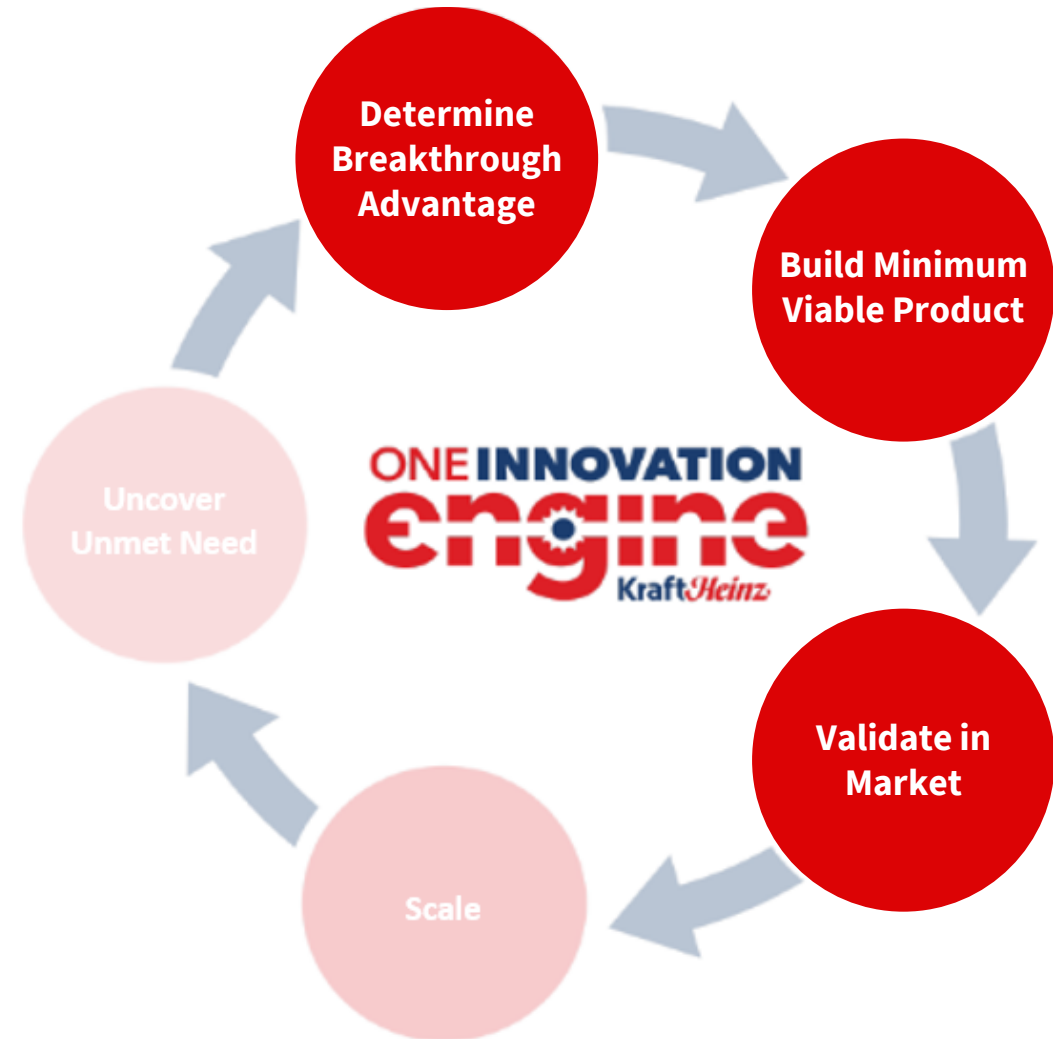 Determine
Breakthrough
Advantage
Build Minimum
Viable Product
Uncover
Unmet Need
ONE INNOVATION
engine
KraftHeinz
Validate in
Market
Scale